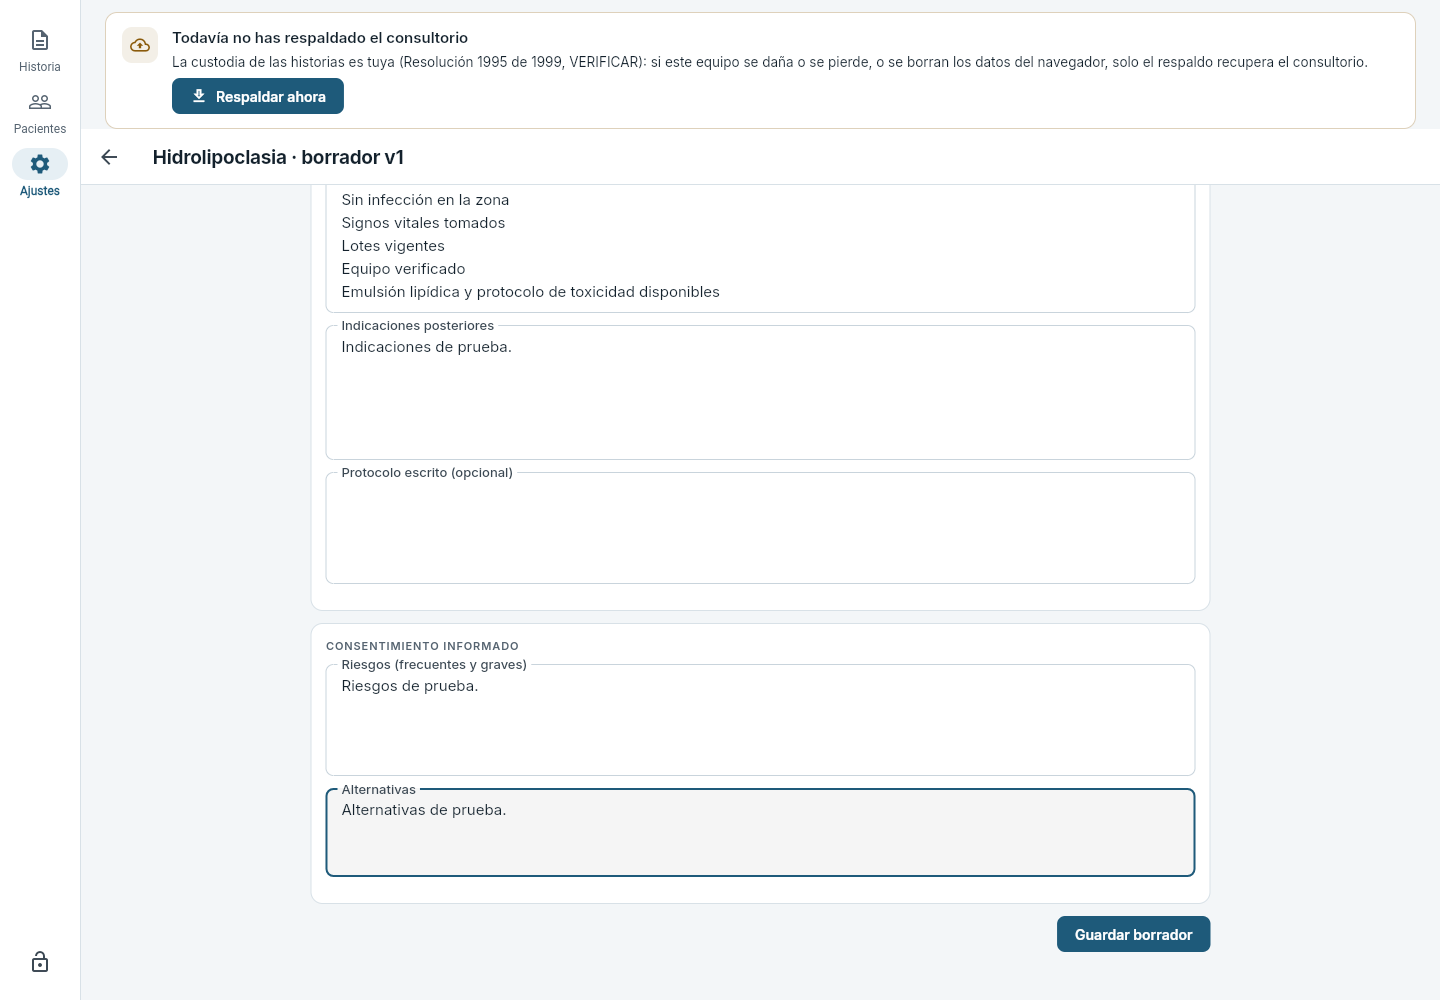 Historia
Pacientes
Ajustes
Todavía no has respaldado el consultorio
La custodia de las historias es tuya (Resolución 1995 de 1999, VERIFICAR): si este equipo se daña o se pierde, o se borran los datos del navegador, solo el respaldo recupera el consultorio.
Respaldar ahora
Hidrolipoclasia · borrador v1
Sin infección en la zona
Signos vitales tomados
Lotes vigentes
Equipo verificado
Emulsión lipídica y protocolo de toxicidad disponibles
Indicaciones posteriores
Indicaciones de prueba.
Protocolo escrito (opcional)
CONSENTIMIENTO INFORMADO
Riesgos (frecuentes y graves)
Riesgos de prueba.
Alternativas
Alternativas de prueba.
Guardar borrador